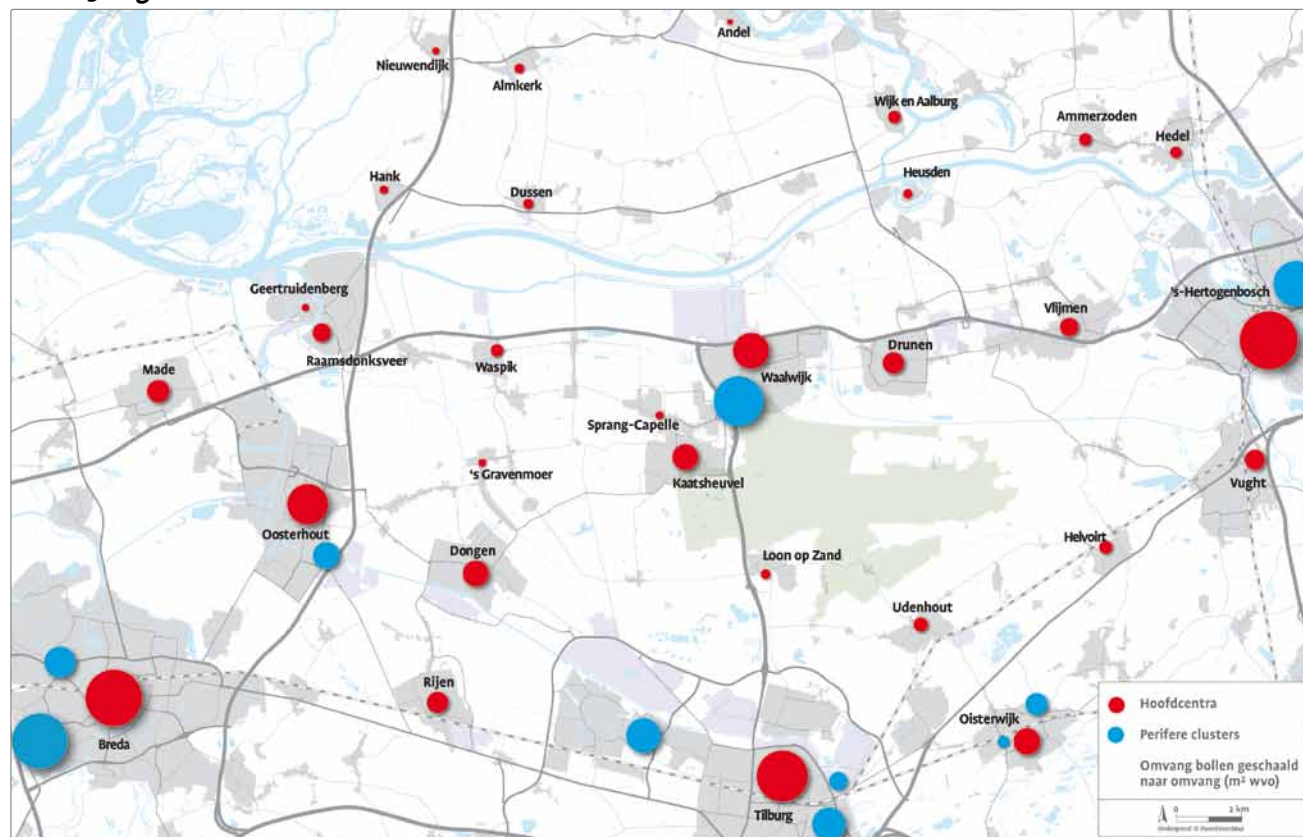 Andel
Nieuwendijk
Almkerk
Wijk en Aalburg
Ammerzoden
Hedel
Hank
Dussen
Heusden
Geertruidenberg
's-Hertogenbosch
Vlijmen
Raamsdonksveer
Waspik
Waalwijk
Drunen
Made
Sprang-Capelle
's Gravenmoer
Kaatsheuvel
Vught
Oosterhout
Dongen
Loon op Zand
Helvoirt
Udenhout
Rijen
Oisterwijk
Breda
Tilburg
Hoofdcentra
Perifere clusters
Omvang bollen geschaald
naar omvang (m² wvo)
0 2 km